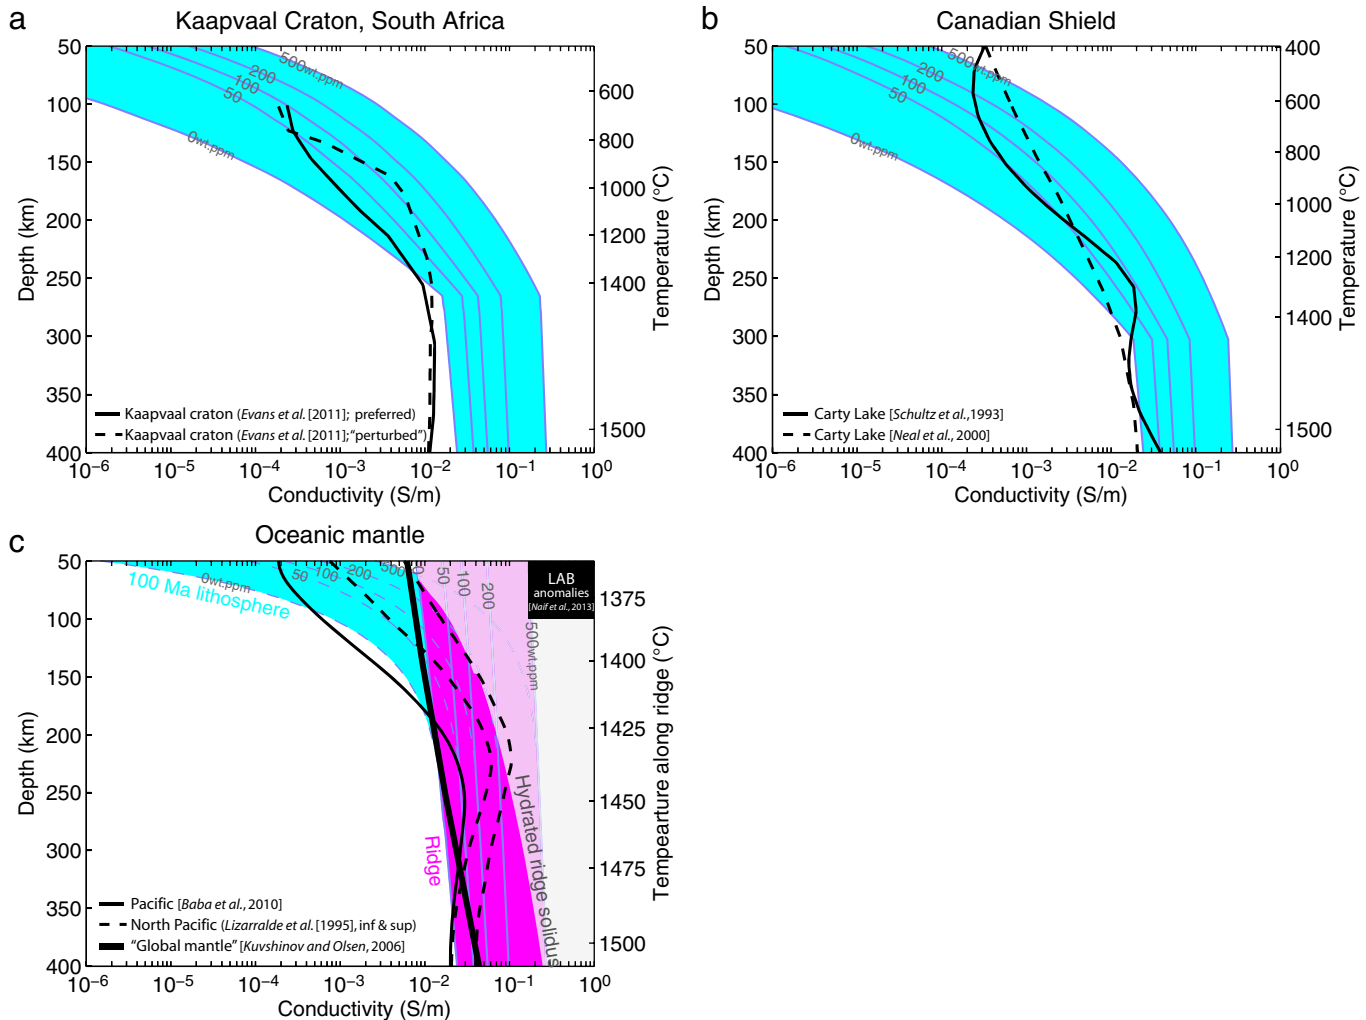 a
Kaapvaal Craton, South Africa
50
100
150
200
250
300
350
400
Depth (km)
500wt.ppm
200
100
50
0wt.ppm
600
800
1000
1200
1400
1500
Temperature (°C)
Kaapvaal craton (Evans et al. [2011]; preferred)
Kaapvaal craton (Evans et al. [2011];"perturbed")
10⁻⁶ 10⁻⁵ 10⁻⁴ 10⁻³ 10⁻² 10⁻¹ 10⁰
Conductivity (S/m)
b
Canadian Shield
50
100
150
200
250
300
350
400
Depth (km)
500wt.ppm
200
100
50
0wt.ppm
400
600
800
1000
1200
1400
1500
Temperature (°C)
Carty Lake [Schultz et al.,1993]
Carty Lake [Neal et al., 2000]
10⁻⁶ 10⁻⁵ 10⁻⁴ 10⁻³ 10⁻² 10⁻¹ 10⁰
Conductivity (S/m)
c
Oceanic mantle
50
100
150
200
250
300
350
400
Depth (km)
0wt.ppm
50
100
200
500
0
50
100
200
500wt.ppm
100 Ma lithosphere
LAB
anomalies
[Naif et al., 2013]
Ridge
Hydrated ridge solidus
1375
1400
1425
1450
1475
1500
Tempearture along ridge (°C)
Pacific [Baba et al., 2010]
North Pacific (Lizarralde et al. [1995], inf & sup)
"Global mantle" [Kuvshinov and Olsen, 2006]
10⁻⁶ 10⁻⁵ 10⁻⁴ 10⁻³ 10⁻² 10⁻¹ 10⁰
Conductivity (S/m)